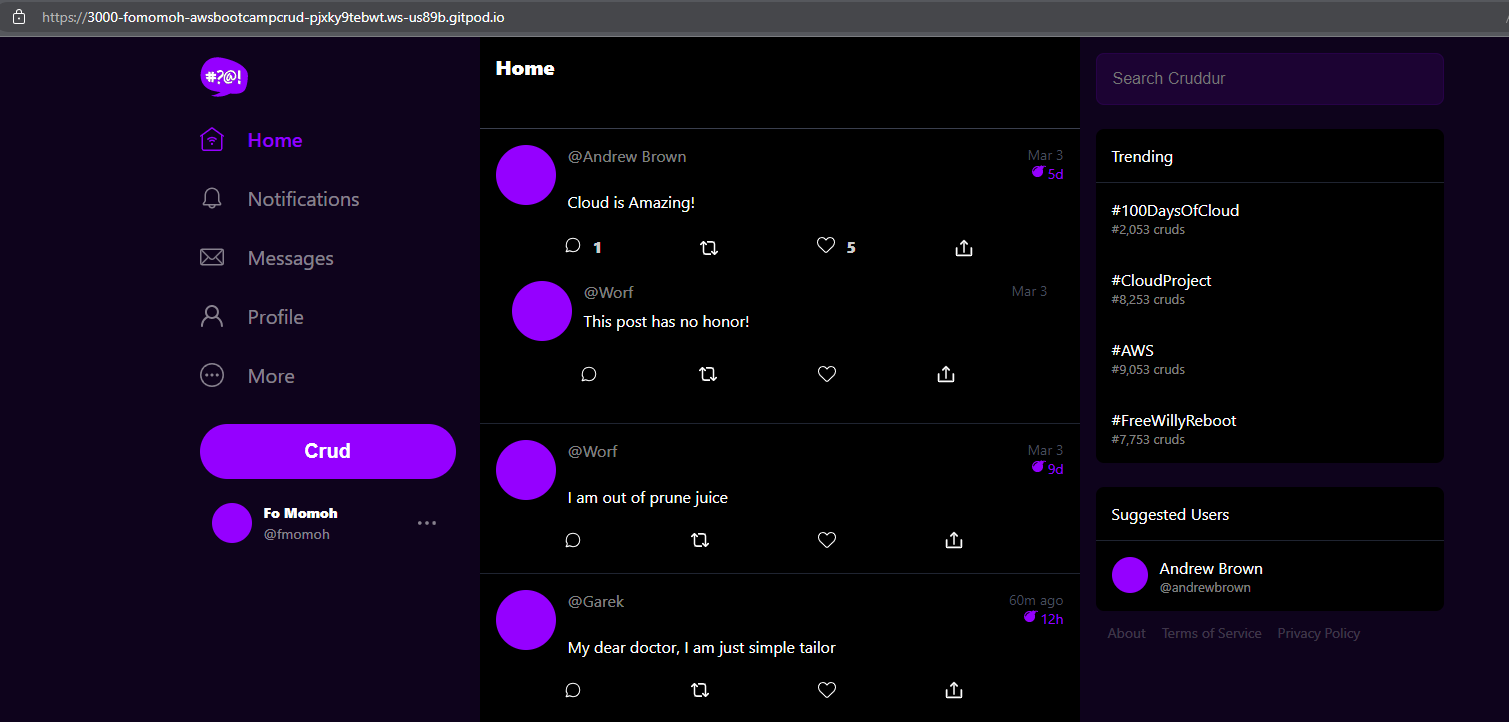 https://3000-fomomoh-awsbootcampcrud-pjxky9tebwt.ws-us89b.gitpod.io
#?@!
Home
Notifications
Messages
Profile
More
Crud
Fo Momoh
@fmomoh
Home
@Andrew Brown
Mar 3
5d
Cloud is Amazing!
1
5
@Worf
Mar 3
This post has no honor!
@Worf
Mar 3
9d
I am out of prune juice
@Garek
60m ago
12h
My dear doctor, I am just simple tailor
Search Cruddur
Trending
#100DaysOfCloud
#2,053 cruds
#CloudProject
#8,253 cruds
#AWS
#9,053 cruds
#FreeWillyReboot
#7,753 cruds
Suggested Users
Andrew Brown
@andrewbrown
About Terms of Service Privacy Policy